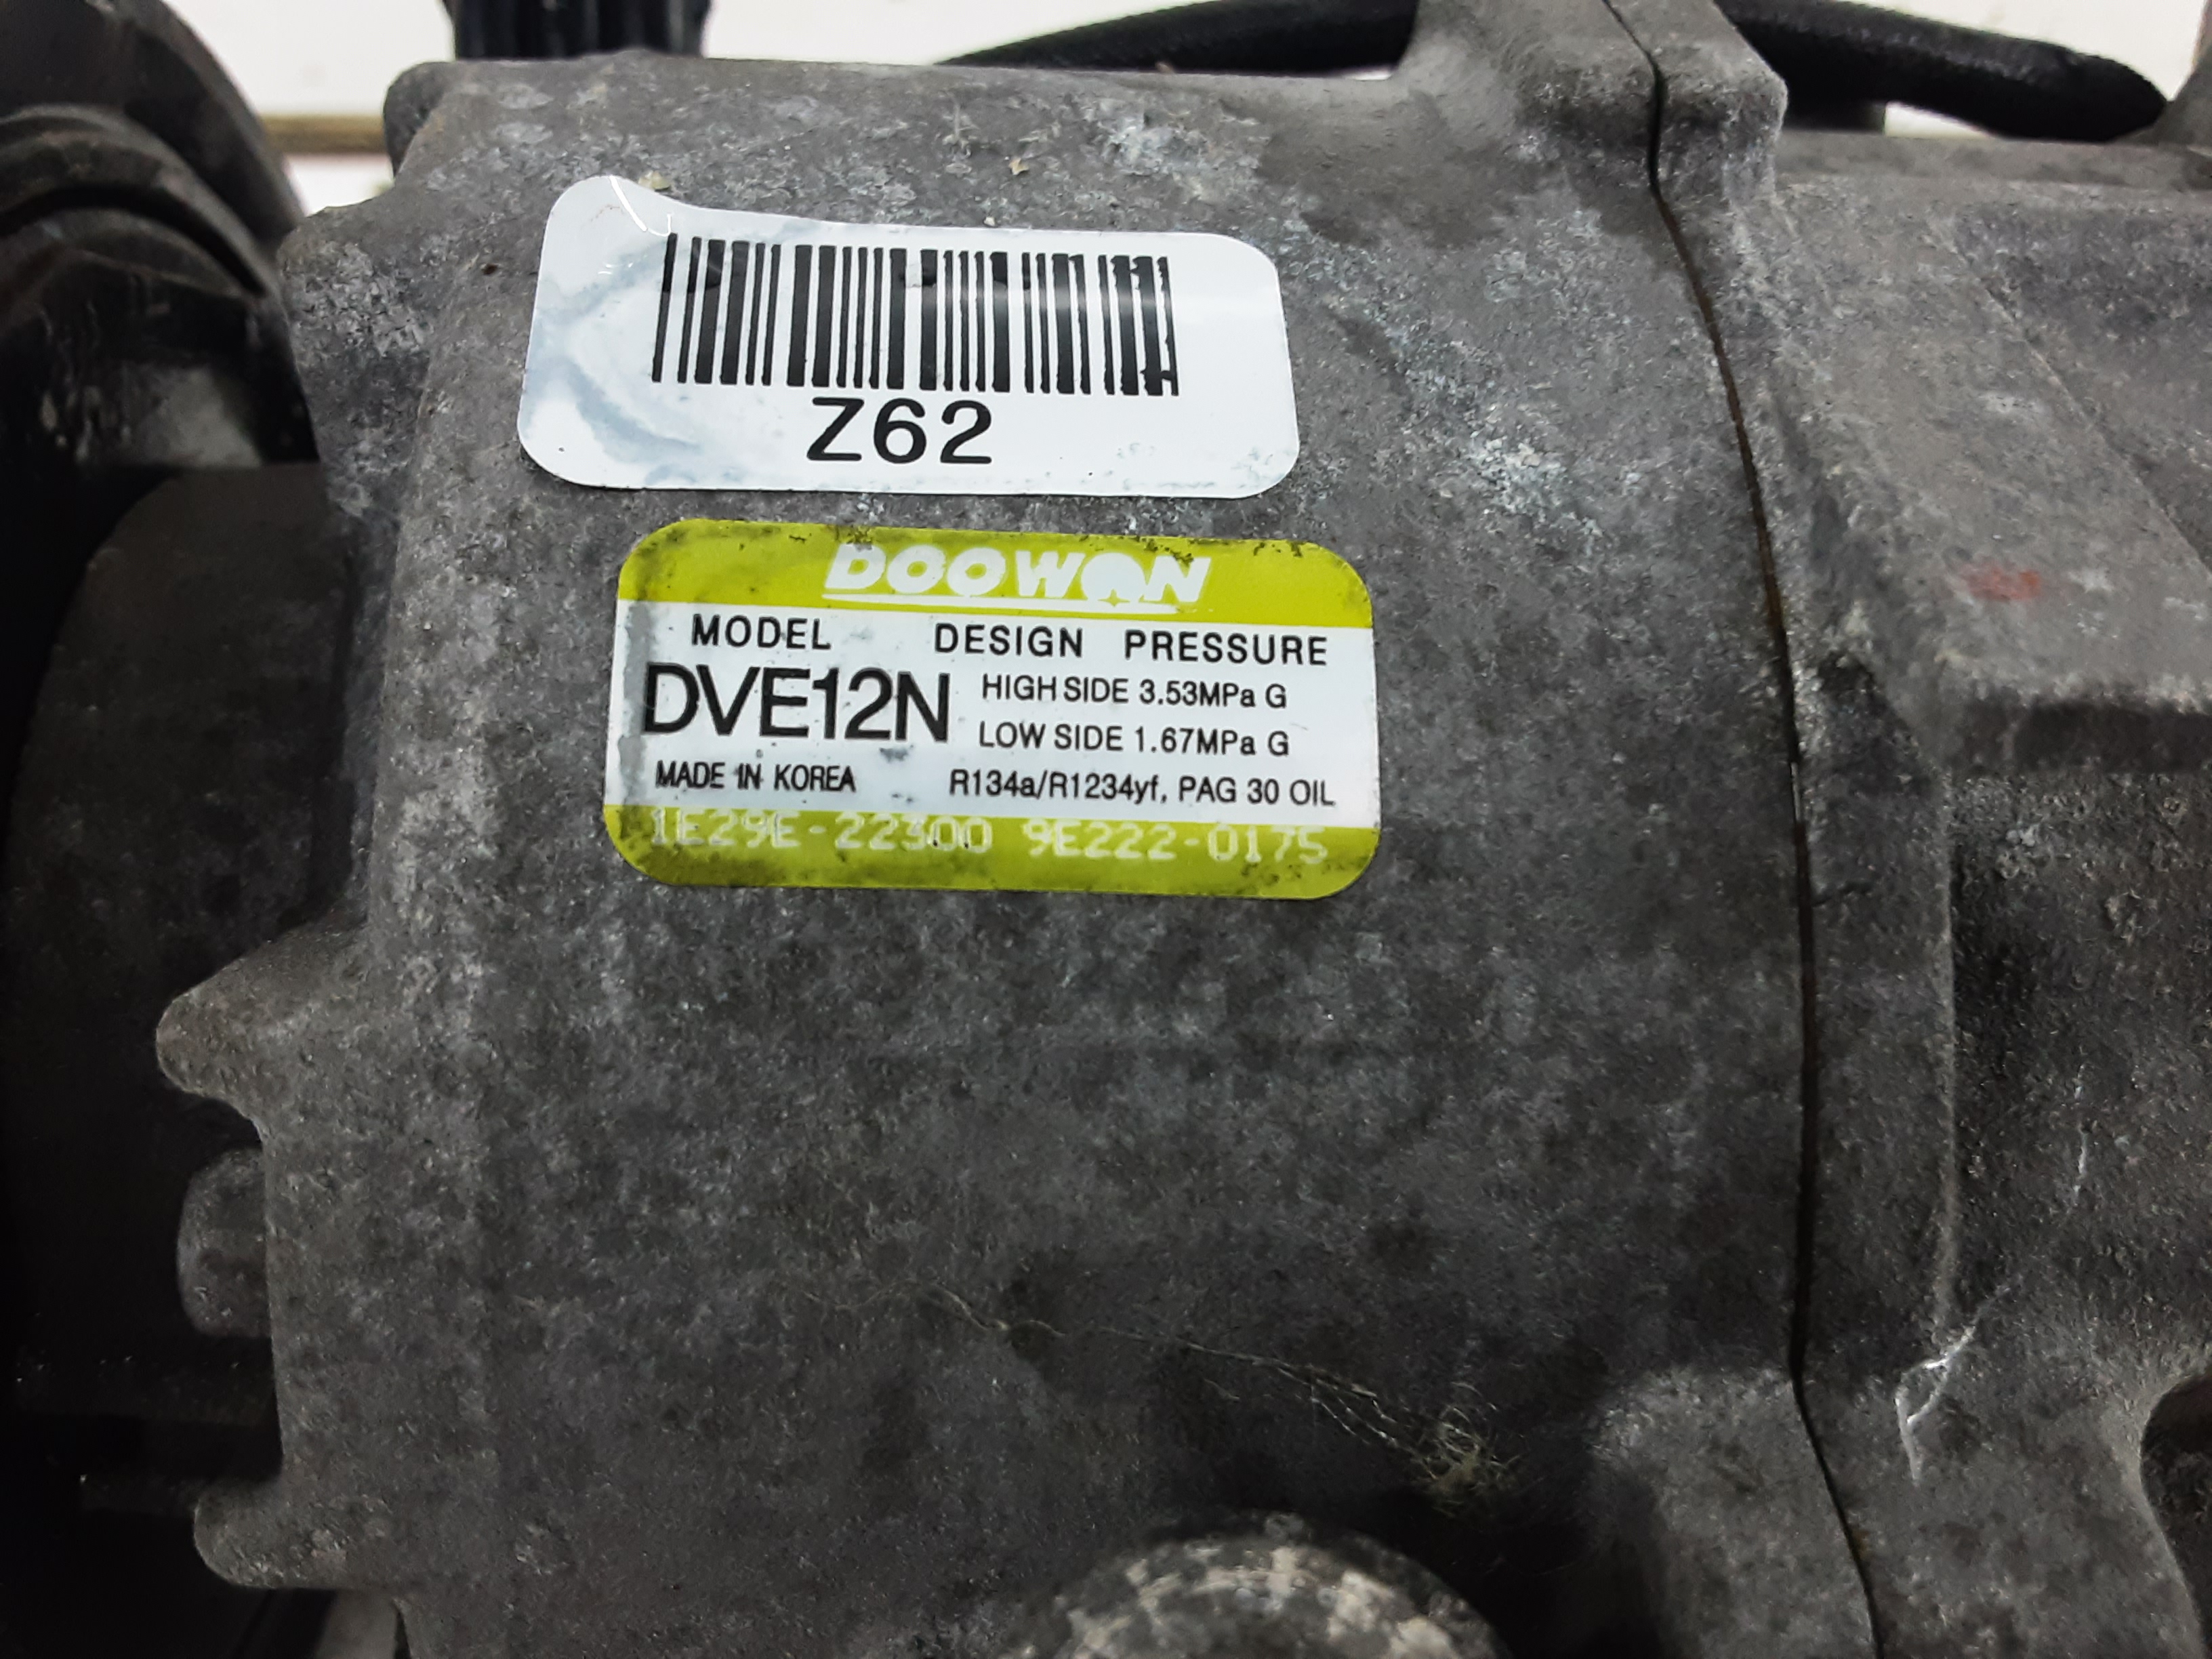 Z62
DOOWON
MODEL DESIGN PRESSURE
DVE12N HIGH SIDE 3.53MPa G
LOW SIDE 1.67MPa G
MADE IN KOREA R134a/R1234yf, PAG 30 OIL
1E29E-22300 9E222-0175